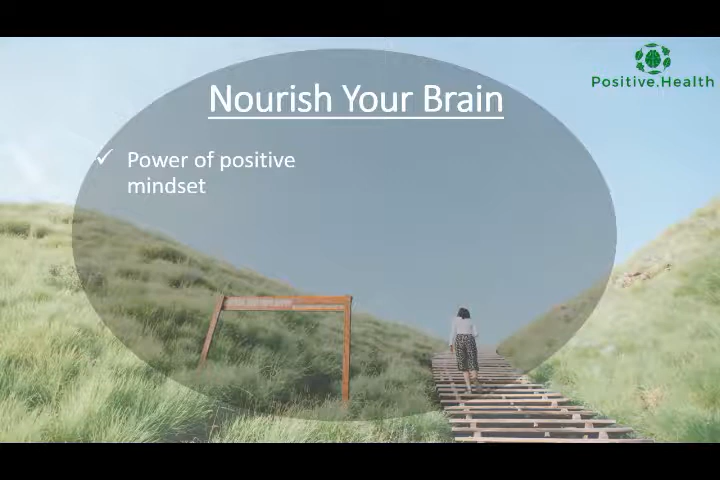 Positive.Health
Nourish Your Brain
✓ Power of positive
mindset